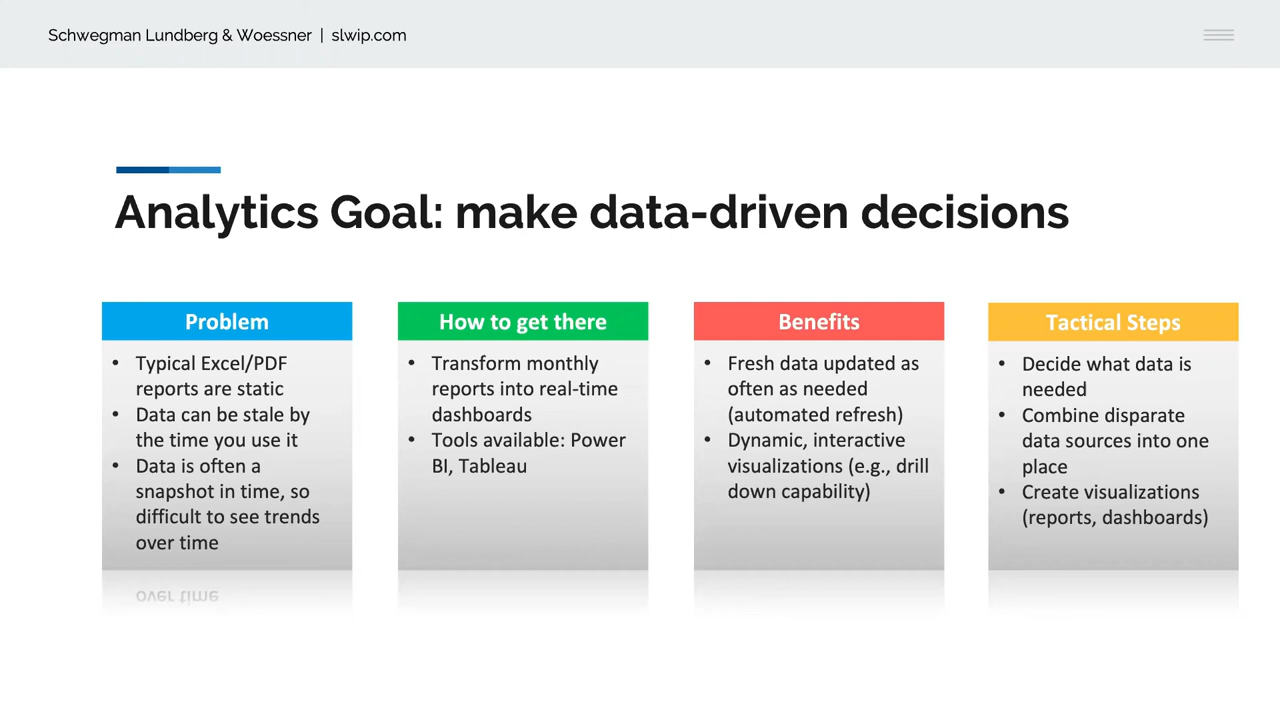 Schwegman Lundberg & Woessner | slwip.com
Analytics Goal: make data-driven decisions
Problem
• Typical Excel/PDF
reports are static
• Data can be stale by
the time you use it
• Data is often a
snapshot in time, so
difficult to see trends
over time
How to get there
• Transform monthly
reports into real-time
dashboards
• Tools available: Power
BI, Tableau
Benefits
• Fresh data updated as
often as needed
(automated refresh)
• Dynamic, interactive
visualizations (e.g., drill
down capability)
Tactical Steps
• Decide what data is
needed
• Combine disparate
data sources into one
place
• Create visualizations
(reports, dashboards)